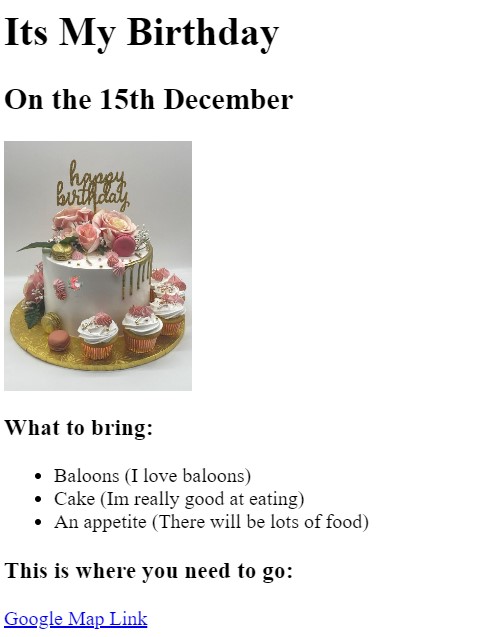 Its My Birthday
On the 15th December
happy
birthday
What to bring:
Baloons (I love baloons)
Cake (Im really good at eating)
An appetite (There will be lots of food)
This is where you need to go:
Google Map Link